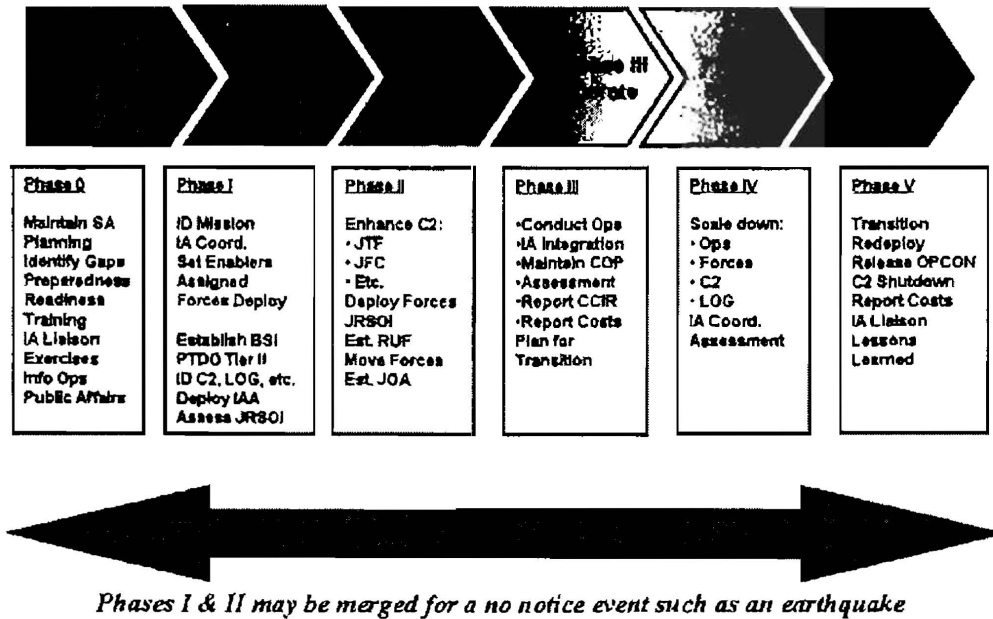 III
Phase 0
Maintain SA
Planning
Identify Gaps
Preparedness
Readiness
Training
IA Liaison
Exercises
Info Ops
Public Affairs
Phase I
ID Mission
IA Coord.
Set Enablers
Assigned
Forces Deploy
Establish BSI
PTDO Tier II
ID C2, LOG, etc.
Deploy IAA
Assess JRSOI
Phase II
Enhance C2:
• JTF
• JFC
• Etc.
Deploy Forces
JRSOI
Est. RUF
Move Forces
Est. JOA
Phase III
•Conduct Ops
•IA Integration
•Maintain COP
•Assessment
•Report CCIR
•Report Costs
Plan for
Transition
Phase IV
Scale down:
• Ops
• Forces
• C2
• LOG
IA Coord.
Assessment
Phase V
Transition
Redeploy
Release OPCON
C2 Shutdown
Report Costs
IA Liaison
Lessons
Learned
Phases I & II may be merged for a no notice event such as an earthquake